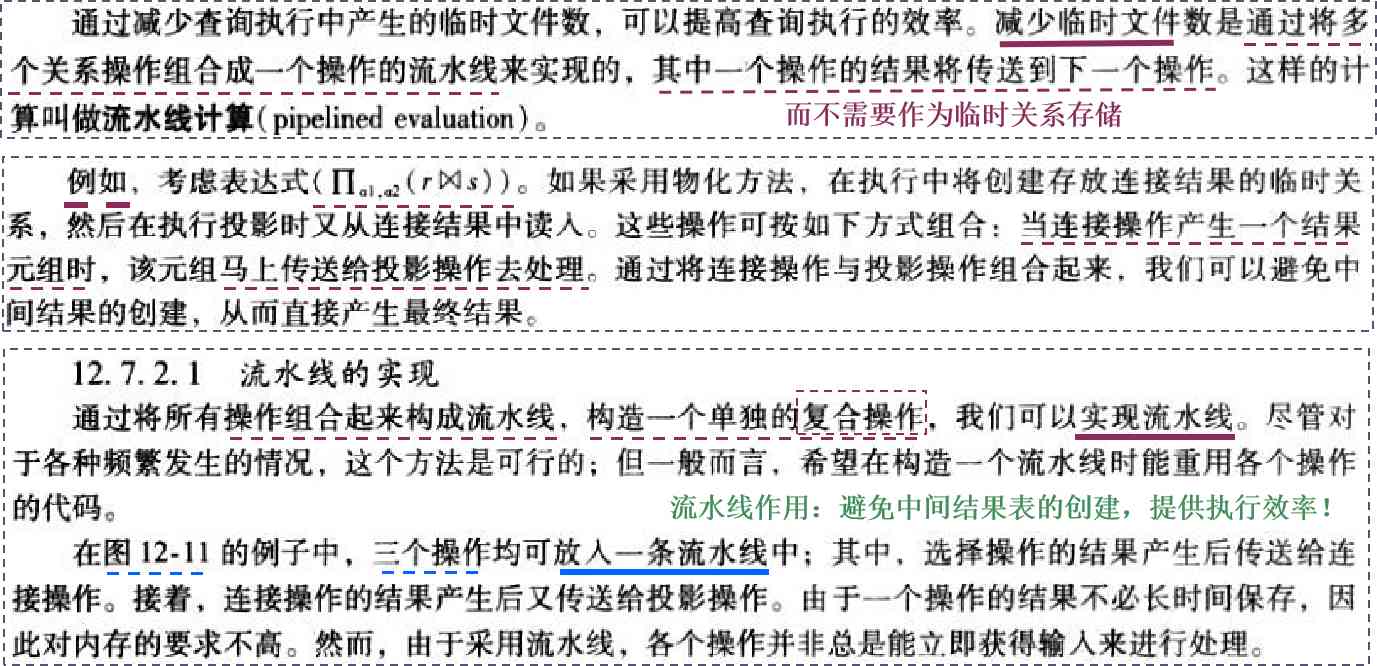 通过减少查询执行中产生的临时文件数，可以提高查询执行的效率。减少临时文件数是通过将多
个关系操作组合成一个操作的流水线来实现的，其中一个操作的结果将传送到下一个操作。这样的计
算叫做流水线计算(pipelined evaluation)。
而不需要作为临时关系存储
例如，考虑表达式(∏a1,a2(r⋈s))。如果采用物化方法，在执行中将创建存放连接结果的临时关
系，然后在执行投影时又从连接结果中读入。这些操作可按如下方式组合：当连接操作产生一个结果
元组时，该元组马上传送给投影操作去处理。通过将连接操作与投影操作组合起来，我们可以避免中
间结果的创建，从而直接产生最终结果。
12.7.2.1 流水线的实现
通过将所有操作组合起来构成流水线，构造一个单独的复合操作，我们可以实现流水线。尽管对
于各种频繁发生的情况，这个方法是可行的；但一般而言，希望在构造一个流水线时能重用各个操作
的代码。
流水线作用：避免中间结果表的创建，提供执行效率！
在图 12-11 的例子中，三个操作均可放入一条流水线中；其中，选择操作的结果产生后传送给连
接操作。接着，连接操作的结果产生后又传送给投影操作。由于一个操作的结果不必长时间保存，因
此对内存的要求不高。然而，由于采用流水线，各个操作并非总是能立即获得输入来进行处理。